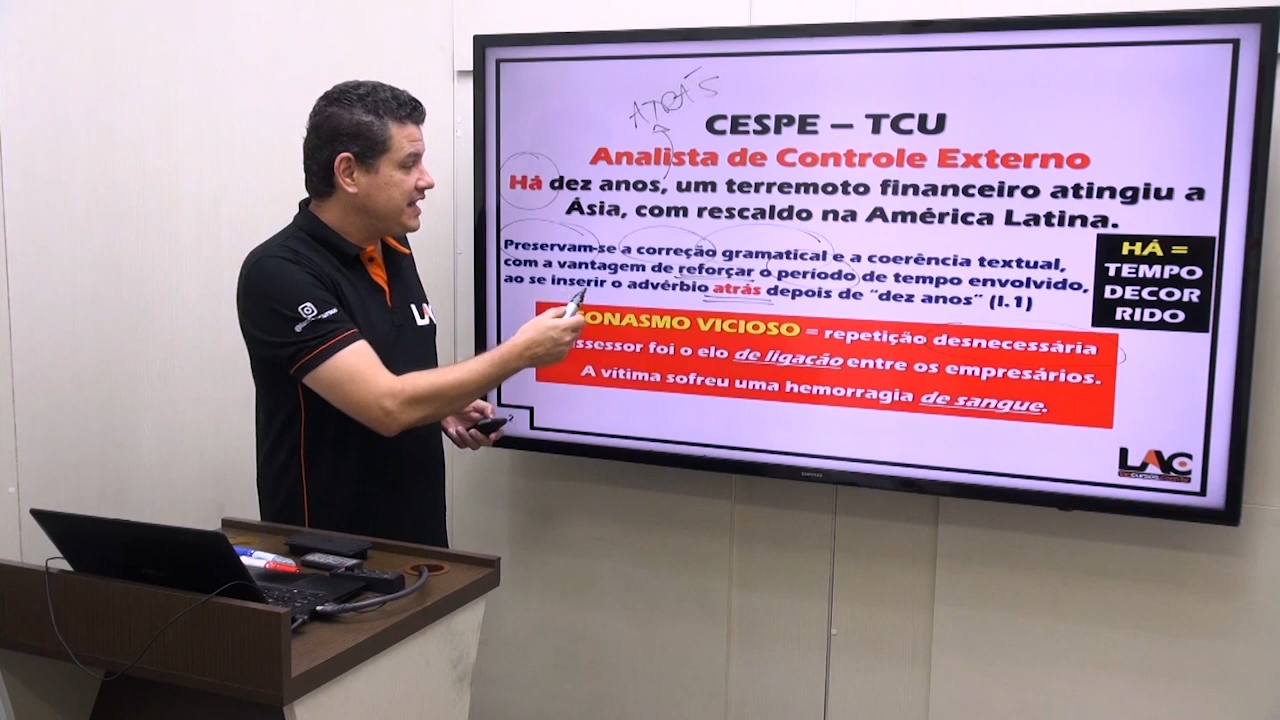 ATRÁS
CESPE – TCU
Analista de Controle Externo
Há dez anos, um terremoto financeiro atingiu a
Ásia, com rescaldo na América Latina.
Preservam-se a correção gramatical e a coerência textual,
com a vantagem de reforçar o período de tempo envolvido,
ao se inserir o advérbio atrás depois de “dez anos” (l.1)
HÁ =
TEMPO
DECOR
RIDO
ONASMO VICIOSO = repetição desnecessária
ssessor foi o elo de ligação entre os empresários.
A vítima sofreu uma hemorragia de sangue.
LAC
SAMSUNG
LAC